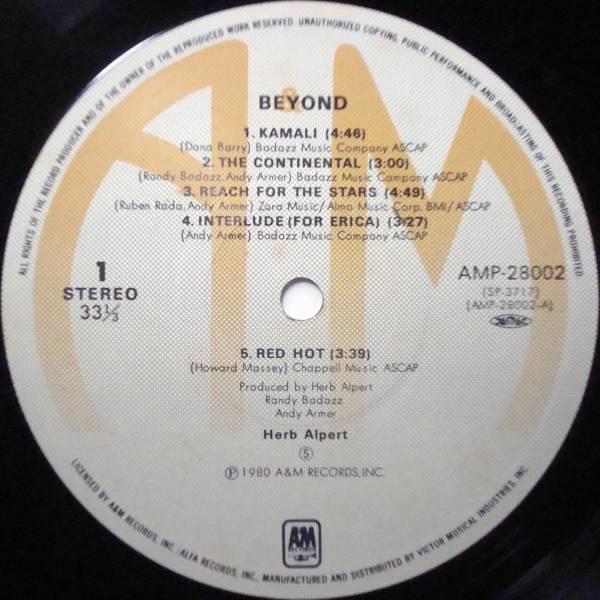 ALL RIGHTS OF THE RECORD PRODUCER AND OF THE OWNER OF THE REPRODUCED WORK RESERVED. UNAUTHORIZED COPYING, PUBLIC PERFORMANCE AND BROADCASTING OF THIS RECORD PROHIBITED
A&M
BEYOND
1. KAMALI (4:46)
(Dana Barry) Badazz Music Company ASCAP
2. THE CONTINENTAL (3:00)
(Randy Badazz, Andy Armer) Badazz Music Company ASCAP
3. REACH FOR THE STARS (4:49)
(Ruben Rada, Andy Armer) Zara Music/Almo Music Corp. BMI/ASCAP
4. INTERLUDE (FOR ERICA) (3:27)
(Andy Armer) Badazz Music Company ASCAP
1
STEREO
33⅓
AMP-28002
(SP-3717)
(AMP-28002-A)
5. RED HOT (3:39)
(Howard Massey) Chappell Music ASCAP
Produced by Herb Alpert
Randy Badazz
Andy Armer
Herb Alpert
⑤
Ⓟ 1980 A&M RECORDS, INC.
A&M
RECORDS
LICENSED BY A&M RECORDS, INC./ALFA RECORDS, INC., MANUFACTURED AND DISTRIBUTED BY VICTOR MUSICAL INDUSTRIES, INC.